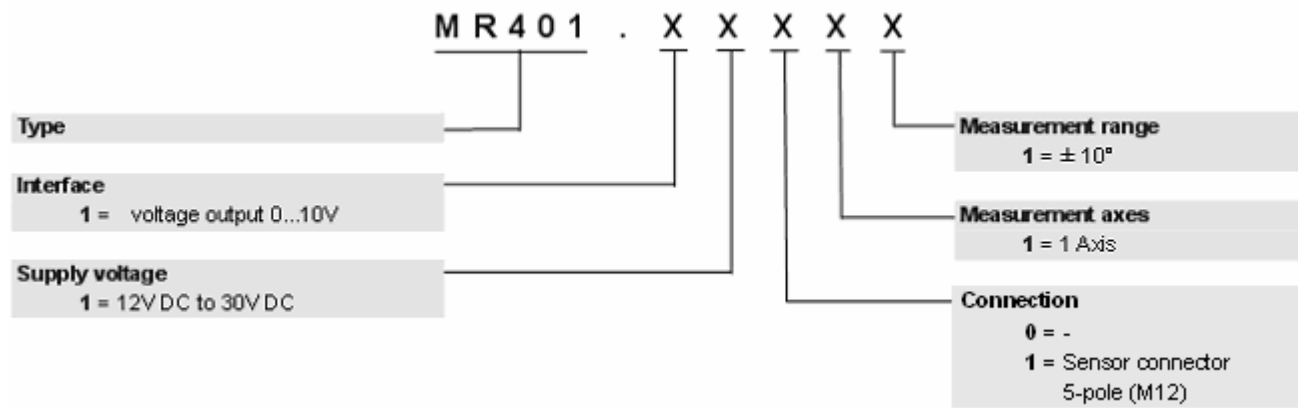 MR401 . X X X X X
Type
Interface
1 = voltage output 0...10V
Supply voltage
1 = 12V DC to 30V DC
Measurement range
1 = ± 10°
Measurement axes
1 = 1 Axis
Connection
0 = -
1 = Sensor connector
5-pole (M12)